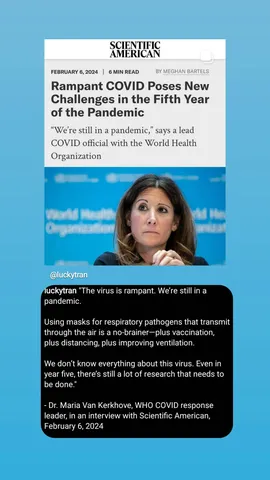 SCIENTIFIC
AMERICAN
FEBRUARY 6, 2024 | 6 MIN READ BY MEGHAN BARTELS
Rampant COVID Poses New
Challenges in the Fifth Year
of the Pandemic
“We’re still in a pandemic,” says a lead
COVID official with the World Health
Organization
World Health
Organization
@luckytran
luckytran “The virus is rampant. We’re still in a
pandemic.
Using masks for respiratory pathogens that transmit
through the air is a no-brainer—plus vaccination,
plus distancing, plus improving ventilation.
We don’t know everything about this virus. Even in
year five, there’s still a lot of research that needs to
be done.”
- Dr. Maria Van Kerkhove, WHO COVID response
leader, in an interview with Scientific American,
February 6, 2024